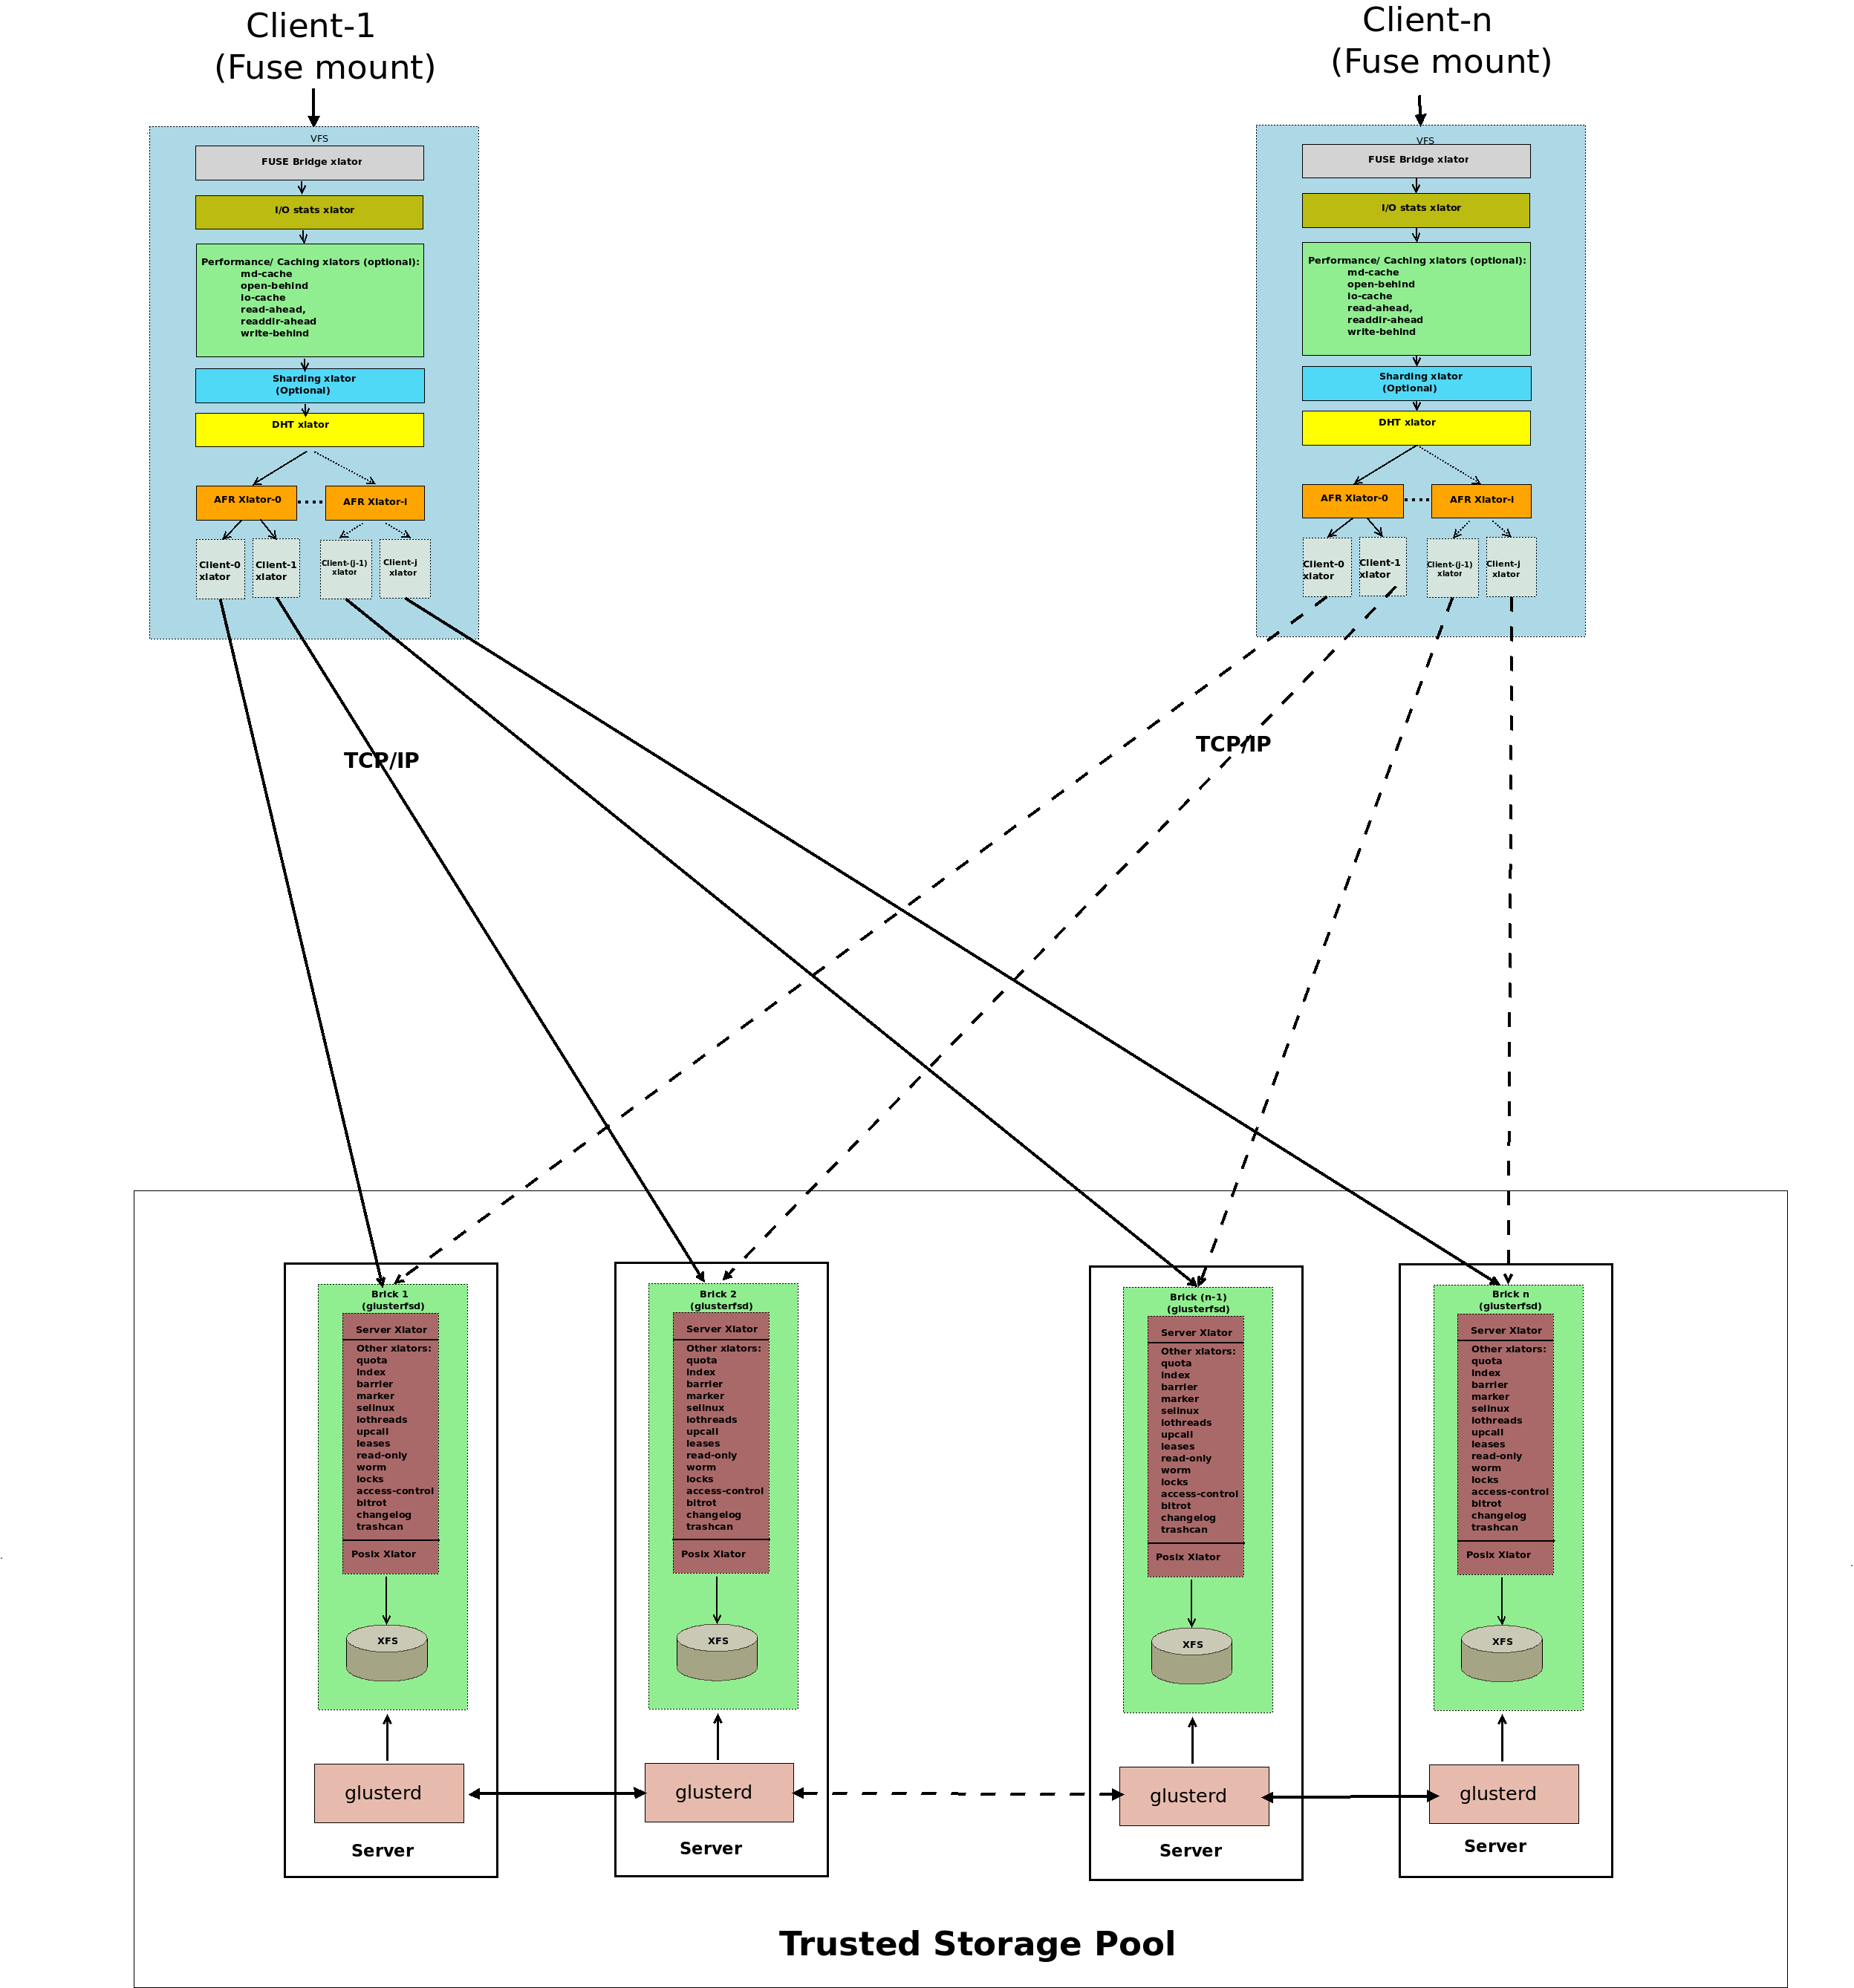 Client-1
(Fuse mount)
VFS
FUSE Bridge xlator
I/O stats xlator
Performance/ Caching xlators (optional):
md-cache
open-behind
io-cache
read-ahead,
readdir-ahead
write-behind
Sharding xlator
(Optional)
DHT xlator
AFR Xlator-0
AFR Xlator-i
Client-0
xlator
Client-1
xlator
Client-(j-1)
xlator
Client-j
xlator
Client-n
(Fuse mount)
VFS
FUSE Bridge xlator
I/O stats xlator
Performance/ Caching xlators (optional):
md-cache
open-behind
io-cache
read-ahead,
readdir-ahead
write-behind
Sharding xlator
(Optional)
DHT xlator
AFR Xlator-0
AFR Xlator-i
Client-0
xlator
Client-1
xlator
Client-(j-1)
xlator
Client-j
xlator
TCP/IP
TCP/IP
Brick 1
(glusterfsd)
Server Xlator
Other xlators:
quota
index
barrier
marker
selinux
iothreads
upcall
leases
read-only
worm
locks
access-control
bitrot
changelog
trashcan
Posix Xlator
XFS
glusterd
Server
Brick 2
(glusterfsd)
Server Xlator
Other xlators:
quota
index
barrier
marker
selinux
iothreads
upcall
leases
read-only
worm
locks
access-control
bitrot
changelog
trashcan
Posix Xlator
XFS
glusterd
Server
Brick (n-1)
(glusterfsd)
Server Xlator
Other xlators:
quota
index
barrier
marker
selinux
iothreads
upcall
leases
read-only
worm
locks
access-control
bitrot
changelog
trashcan
Posix Xlator
XFS
glusterd
Server
Brick n
(glusterfsd)
Server Xlator
Other xlators:
quota
index
barrier
marker
selinux
iothreads
upcall
leases
read-only
worm
locks
access-control
bitrot
changelog
trashcan
Posix Xlator
XFS
glusterd
Server
Trusted Storage Pool